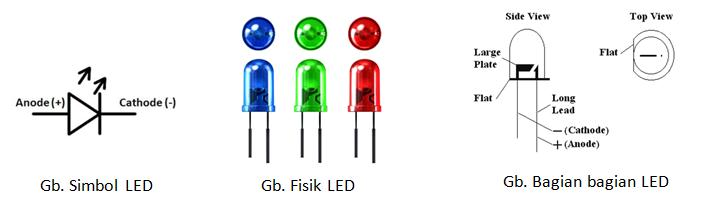 Anode (+)
Cathode (-)
Gb. Simbol LED
Gb. Fisik LED
Side View
Top View
Large
Plate
Flat
Flat
Long
Lead
− (Cathode)
+ (Anode)
Gb. Bagian bagian LED